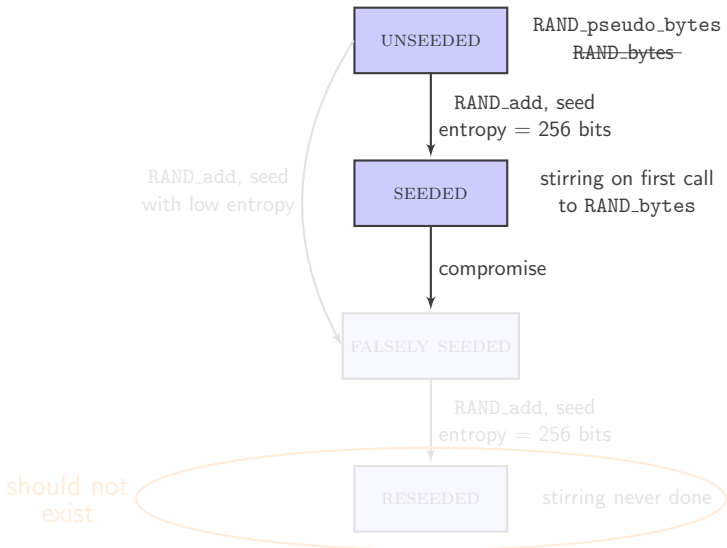 UNSEEDED
RAND_pseudo_bytes
RAND_bytes
RAND_add, seed
entropy = 256 bits
RAND_add, seed
with low entropy
SEEDED
stirring on first call
to RAND_bytes
compromise
FALSELY SEEDED
RAND_add, seed
entropy = 256 bits
should not
exist
RESEEDED
stirring never done